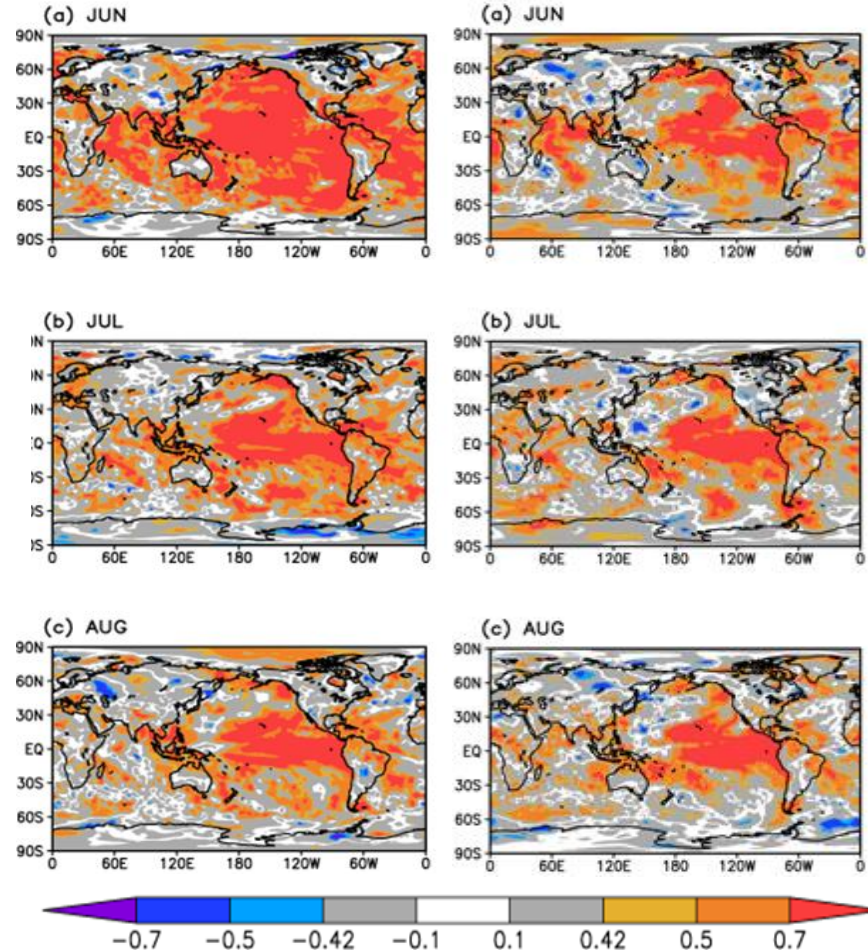 (a) JUN
90N
60N
30N
EQ
30S
60S
90S
0 60E 120E 180 120W 60W 0
(a) JUN
90N
60N
30N
EQ
30S
60S
90S
0 60E 120E 180 120W 60W 0
(b) JUL
)N
)N
)N
EQ
)S
)S
)S
0 60E 120E 180 120W 60W 0
(b) JUL
90N
60N
30N
EQ
30S
60S
90S
0 60E 120E 180 120W 60W 0
(c) AUG
90N
60N
30N
EQ
30S
60S
90S
0 60E 120E 180 120W 60W 0
(c) AUG
90N
60N
30N
EQ
30S
60S
90S
0 60E 120E 180 120W 60W 0
−0.7 −0.5 −0.42 −0.1 0.1 0.42 0.5 0.7